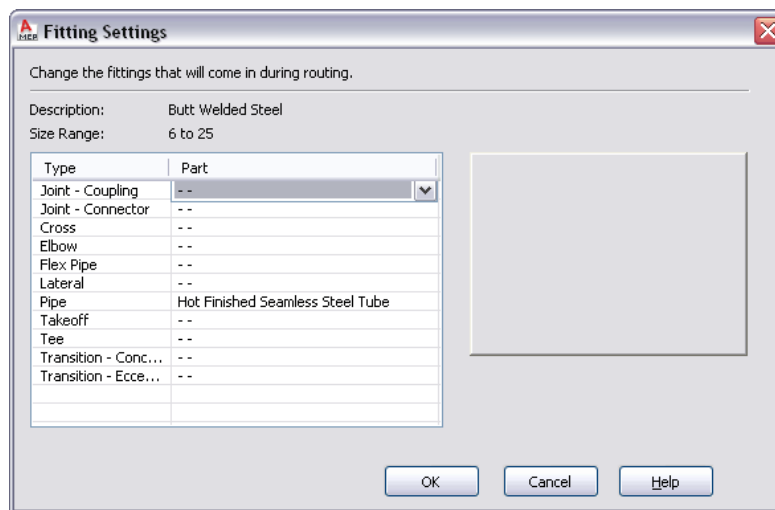 A MEP Fitting Settings
Change the fittings that will come in during routing.
Description: Butt Welded Steel
Size Range: 6 to 25
Type Part
Joint - Coupling - -
Joint - Connector - -
Cross - -
Elbow - -
Flex Pipe - -
Lateral - -
Pipe Hot Finished Seamless Steel Tube
Takeoff - -
Tee - -
Transition - Conc... - -
Transition - Ecce... - -
OK Cancel Help